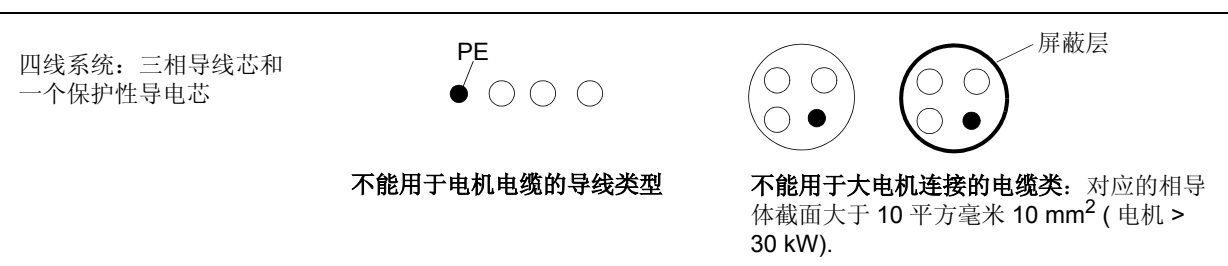 四线系统：三相导线芯和
一个保护性导电芯
PE
屏蔽层
不能用于电机电缆的导线类型
不能用于大电机连接的电缆类：对应的相导
体截面大于 10 平方毫米 10 mm² ( 电机 >
30 kW).